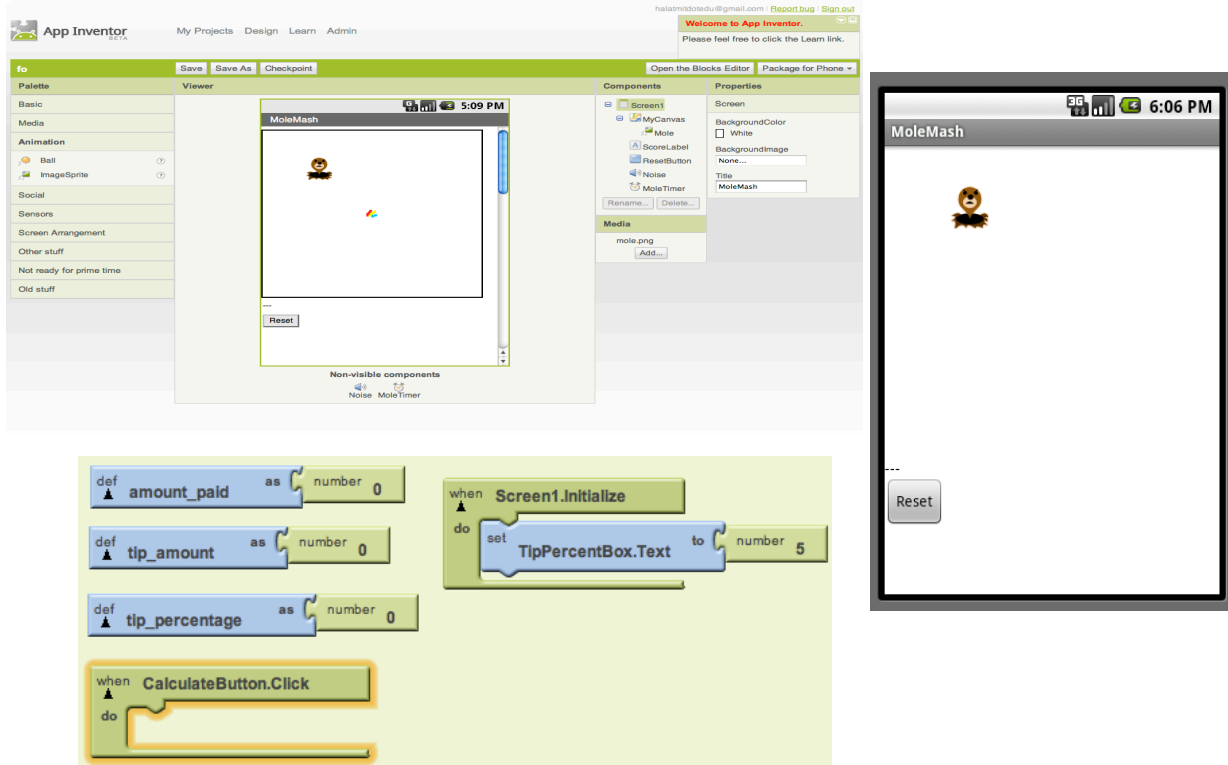 halatmitdotedu@gmail.com | Report bug | Sign out
App Inventor
BETA
My Projects Design Learn Admin
Welcome to App Inventor.
Please feel free to click the Learn link.
fo
Save Save As Checkpoint
Open the Blocks Editor Package for Phone
Palette
Basic
Media
Animation
Ball
ImageSprite
Social
Sensors
Screen Arrangement
Other stuff
Not ready for prime time
Old stuff
Viewer
3G 5:09 PM
MoleMash
---
Reset
Non-visible components
Noise MoleTimer
Components
Screen1
MyCanvas
Mole
ScoreLabel
ResetButton
Noise
MoleTimer
Rename... Delete...
Media
mole.png
Add...
Properties
Screen
BackgroundColor
White
BackgroundImage
None...
Title
MoleMash
3G 6:06 PM
MoleMash
---
Reset
def amount_paid as number 0
def tip_amount as number 0
def tip_percentage as number 0
when CalculateButton.Click
do
when Screen1.Initialize
do set TipPercentBox.Text to number 5